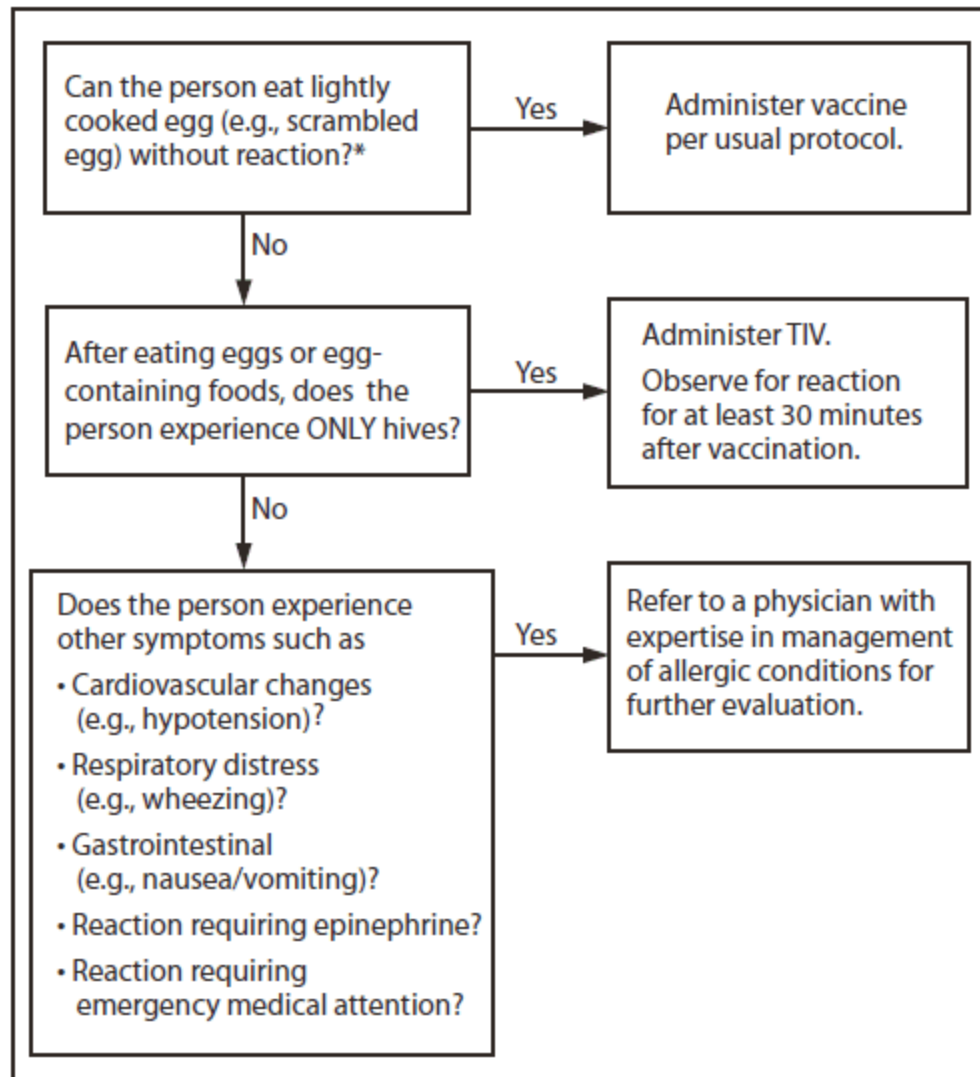 Can the person eat lightly
cooked egg (e.g., scrambled
egg) without reaction?*
Yes
Administer vaccine
per usual protocol.
No
After eating eggs or egg-
containing foods, does the
person experience ONLY hives?
Yes
Administer TIV.
Observe for reaction
for at least 30 minutes
after vaccination.
No
Does the person experience
other symptoms such as
• Cardiovascular changes
(e.g., hypotension)?
• Respiratory distress
(e.g., wheezing)?
• Gastrointestinal
(e.g., nausea/vomiting)?
• Reaction requiring epinephrine?
• Reaction requiring
emergency medical attention?
Yes
Refer to a physician with
expertise in management
of allergic conditions for
further evaluation.